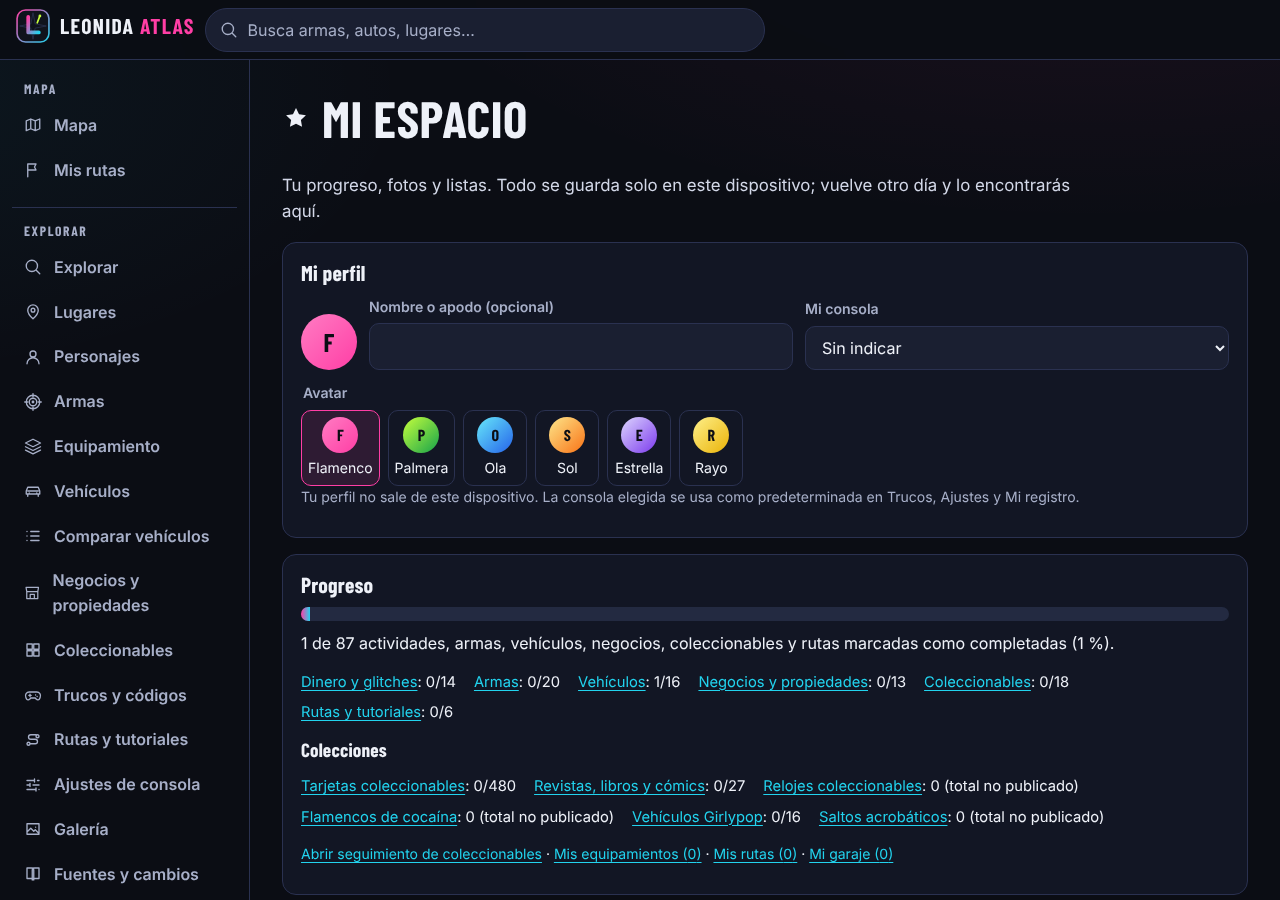 LEONIDA ATLAS
Busca armas, autos, lugares...
MAPA
Mapa
Mis rutas
EXPLORAR
Explorar
Lugares
Personajes
Armas
Equipamiento
Vehículos
Comparar vehículos
Negocios y
propiedades
Coleccionables
Trucos y códigos
Rutas y tutoriales
Ajustes de consola
Galería
Fuentes y cambios
MI ESPACIO
Tu progreso, fotos y listas. Todo se guarda solo en este dispositivo; vuelve otro día y lo encontrarás
aquí.
Mi perfil
Nombre o apodo (opcional)
Mi consola
F
Sin indicar
Avatar
F P O S E R
Flamenco Palmera Ola Sol Estrella Rayo
Tu perfil no sale de este dispositivo. La consola elegida se usa como predeterminada en Trucos, Ajustes y Mi registro.
Progreso
1 de 87 actividades, armas, vehículos, negocios, coleccionables y rutas marcadas como completadas (1 %).
Dinero y glitches: 0/14 Armas: 0/20 Vehículos: 1/16 Negocios y propiedades: 0/13 Coleccionables: 0/18
Rutas y tutoriales: 0/6
Colecciones
Tarjetas coleccionables: 0/480 Revistas, libros y cómics: 0/27 Relojes coleccionables: 0 (total no publicado)
Flamencos de cocaína: 0 (total no publicado) Vehículos Girlypop: 0/16 Saltos acrobáticos: 0 (total no publicado)
Abrir seguimiento de coleccionables · Mis equipamientos (0) · Mis rutas (0) · Mi garaje (0)